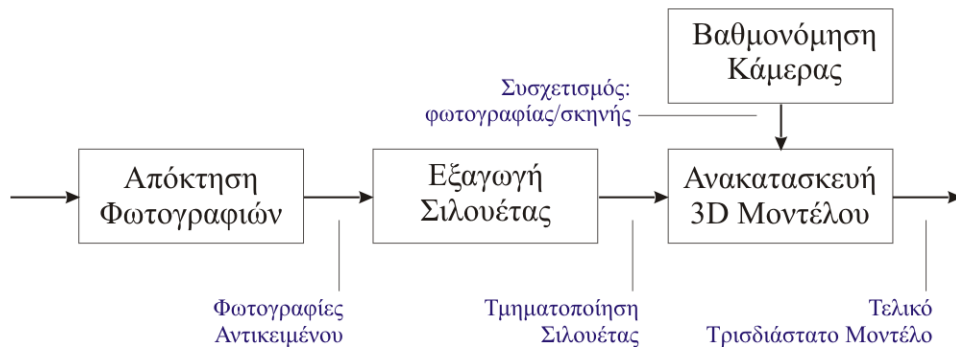 Βαθμονόμηση
Κάμερας
Συσχετισμός:
φωτογραφίας/σκηνής
Απόκτηση
Φωτογραφιών
Εξαγωγή
Σιλουέτας
Ανακατασκευή
3D Μοντέλου
Φωτογραφίες
Αντικειμένου
Τμηματοποίηση
Σιλουέτας
Τελικό
Τρισδιάστατο Μοντέλο